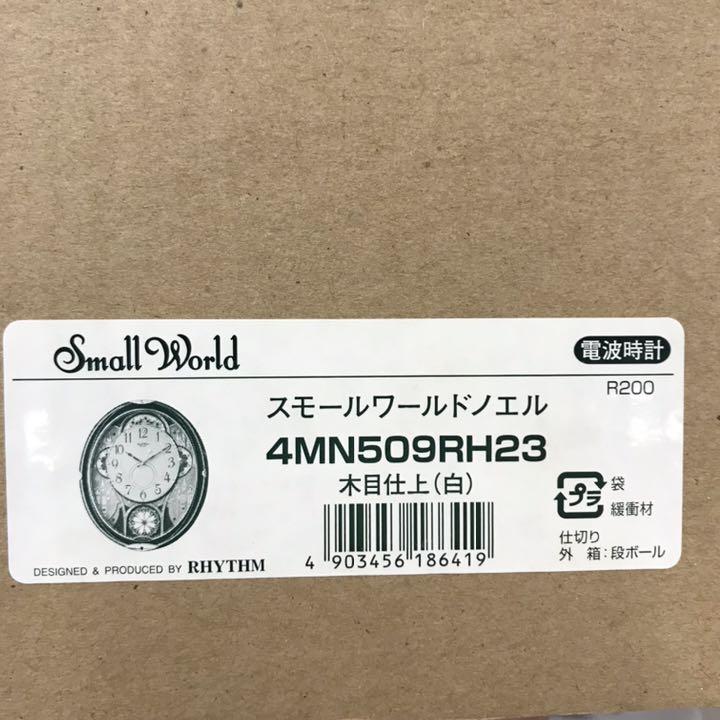 Small World
電波時計
R200
スモールワールドノエル
4MN509RH23
木目仕上(白)
プラ
袋
緩衝材
仕切り
外 箱:段ボール
4 903456 186419
DESIGNED & PRODUCED BY RHYTHM